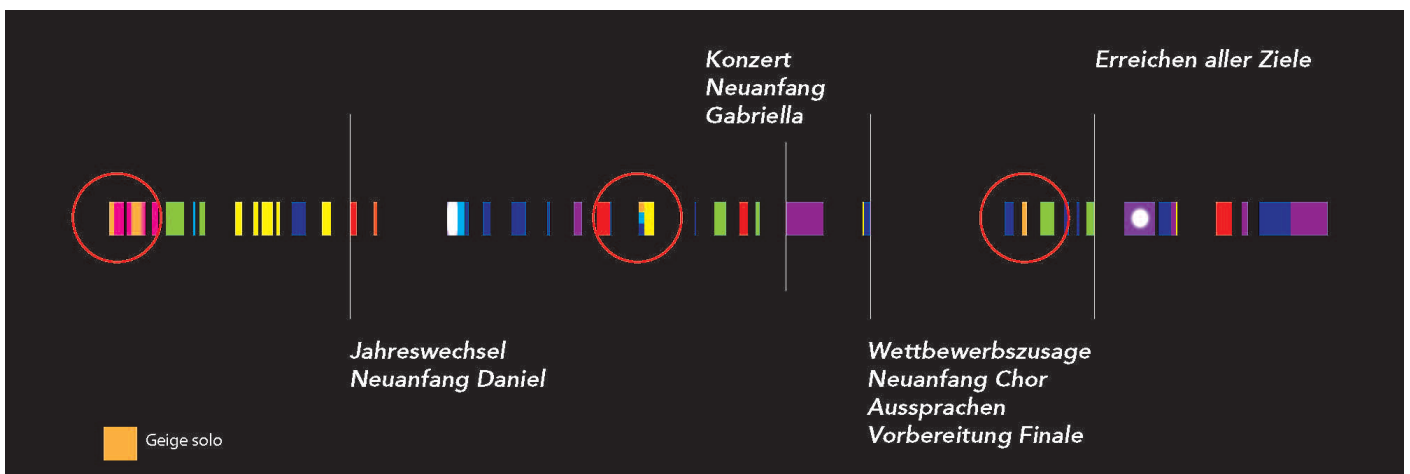 Konzert
Neuanfang
Gabriella
Erreichen aller Ziele
Jahreswechsel
Neuanfang Daniel
Wettbewerbszusage
Neuanfang Chor
Aussprachen
Vorbereitung Finale
Geige solo